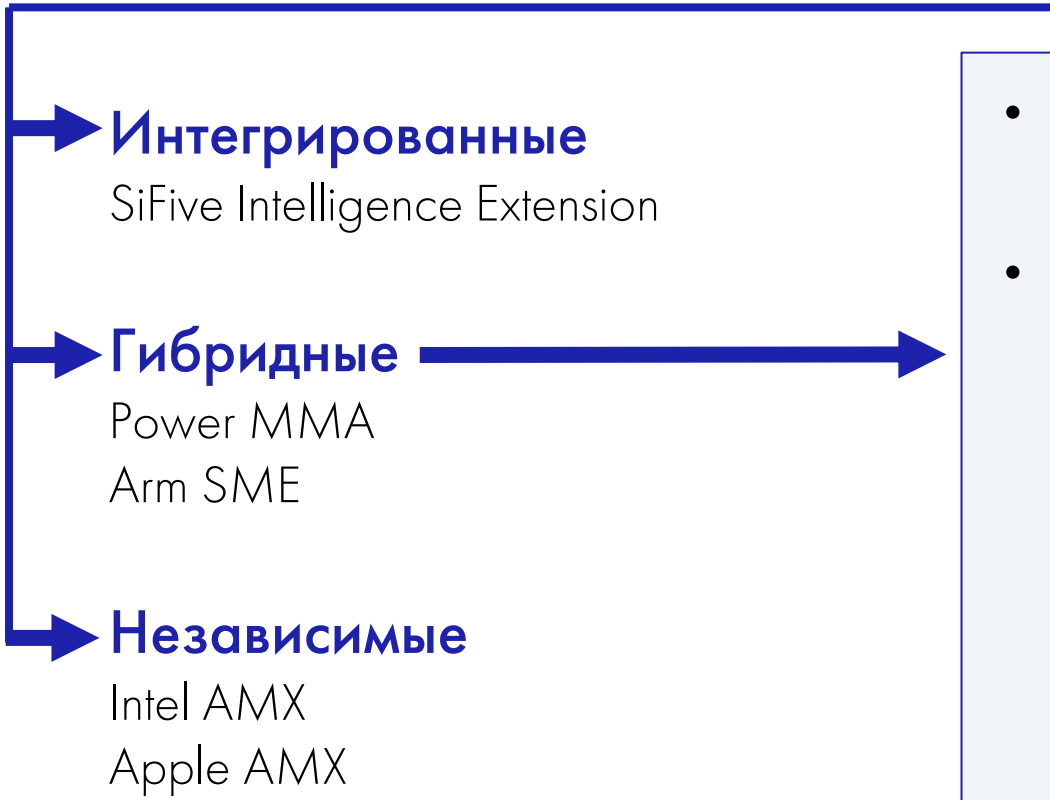 Интегрированные
SiFive Intelligence Extension
Гибридные
Power MMA
Arm SME
Независимые
Intel AMX
Apple AMX